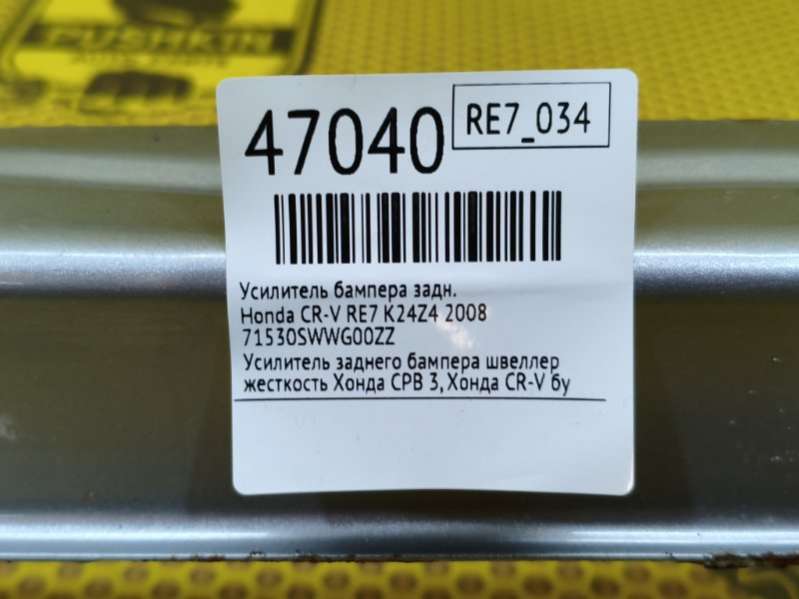 PUSHKIN
47040
RE7_034
Усилитель бампера задн.
Honda CR-V RE7 K24Z4 2008
71530SWWG00ZZ
Усилитель заднего бампера швеллер
жесткость Хонда СРВ 3, Хонда CR-V бу